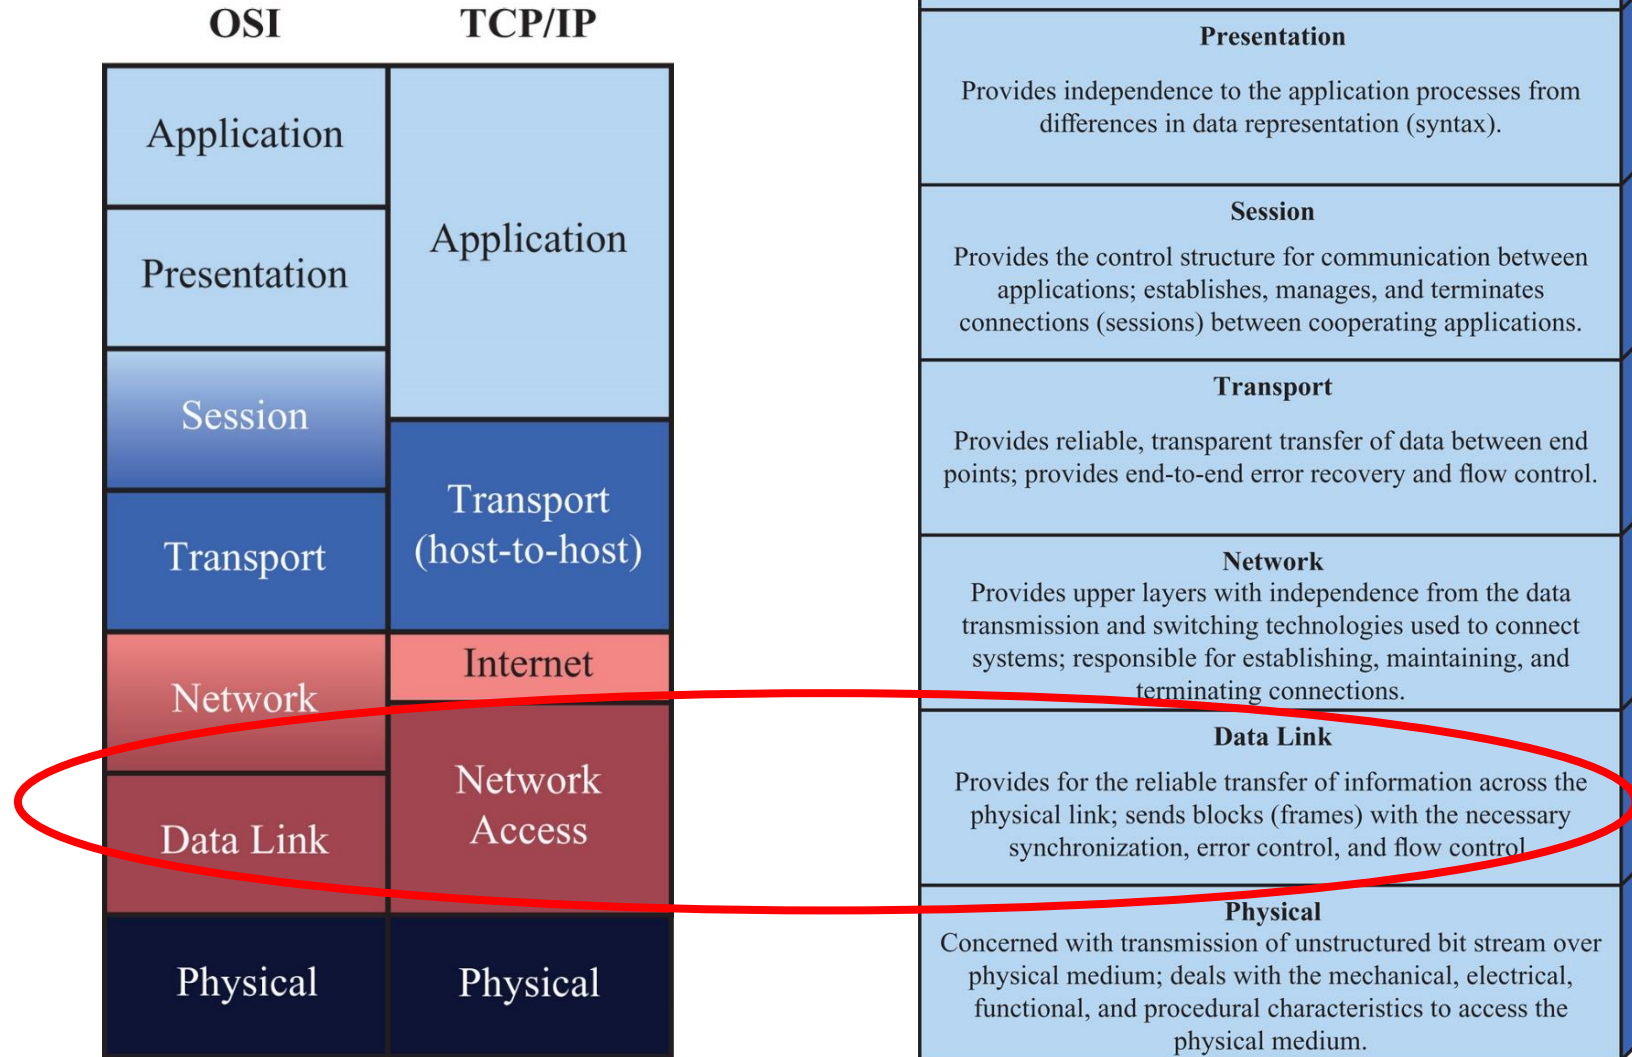 OSI
TCP/IP
Application
Presentation
Session
Transport
Network
Data Link
Physical
Application
Transport
(host-to-host)
Internet
Network
Access
Physical
Presentation
Provides independence to the application processes from
differences in data representation (syntax).
Session
Provides the control structure for communication between
applications; establishes, manages, and terminates
connections (sessions) between cooperating applications.
Transport
Provides reliable, transparent transfer of data between end
points; provides end-to-end error recovery and flow control.
Network
Provides upper layers with independence from the data
transmission and switching technologies used to connect
systems; responsible for establishing, maintaining, and
terminating connections.
Data Link
Provides for the reliable transfer of information across the
physical link; sends blocks (frames) with the necessary
synchronization, error control, and flow control
Physical
Concerned with transmission of unstructured bit stream over
physical medium; deals with the mechanical, electrical,
functional, and procedural characteristics to access the
physical medium.